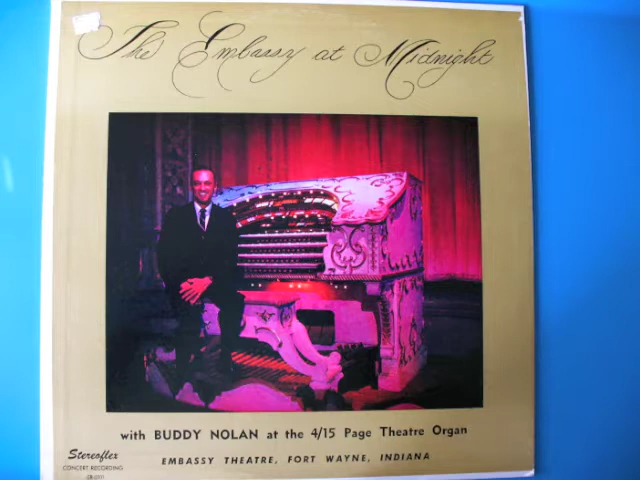 The Embassy at Midnight
with BUDDY NOLAN at the 4/15 Page Theatre Organ
EMBASSY THEATRE, FORT WAYNE, INDIANA
Stereoflex
CONCERT RECORDING